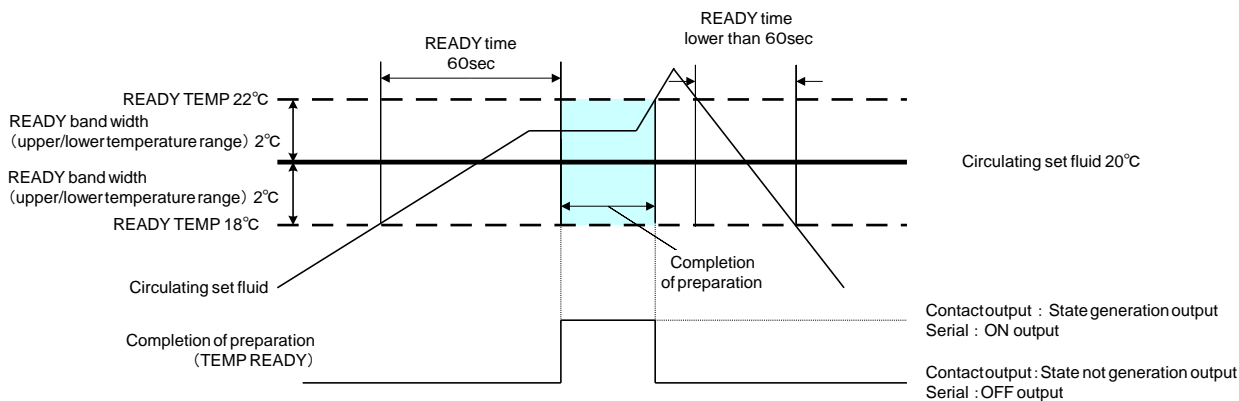 READY time
60sec
READY time
lower than 60sec
READY TEMP 22℃
READY band width
（upper/lower temperature range）2℃
Circulating set fluid 20℃
READY band width
（upper/lower temperature range）2℃
READY TEMP 18℃
Completion
of preparation
Circulating set fluid
Completion of preparation
（TEMP READY）
Contact output : State generation output
Serial : ON output
Contact output : State not generation output
Serial : OFF output